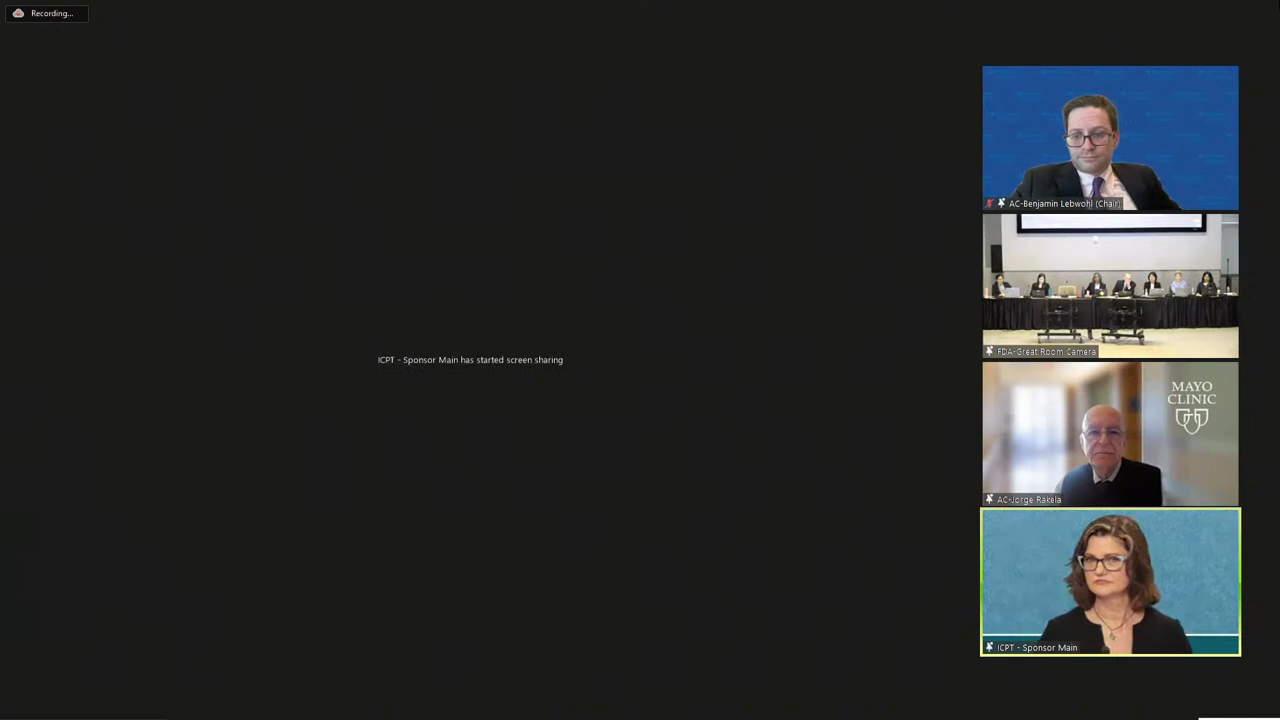 Recording...
AC-Benjamin Lebwohl (Chair)
FDA-Great Room Camera
ICPT - Sponsor Main has started screen sharing
MAYO
CLINIC
AC-Jorge Rakela
ICPT - Sponsor Main